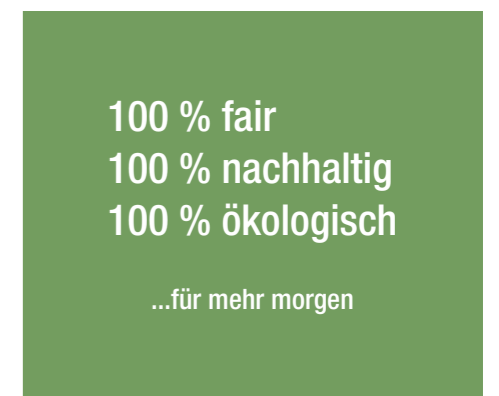 100 % fair
100 % nachhaltig
100 % ökologisch
...für mehr morgen